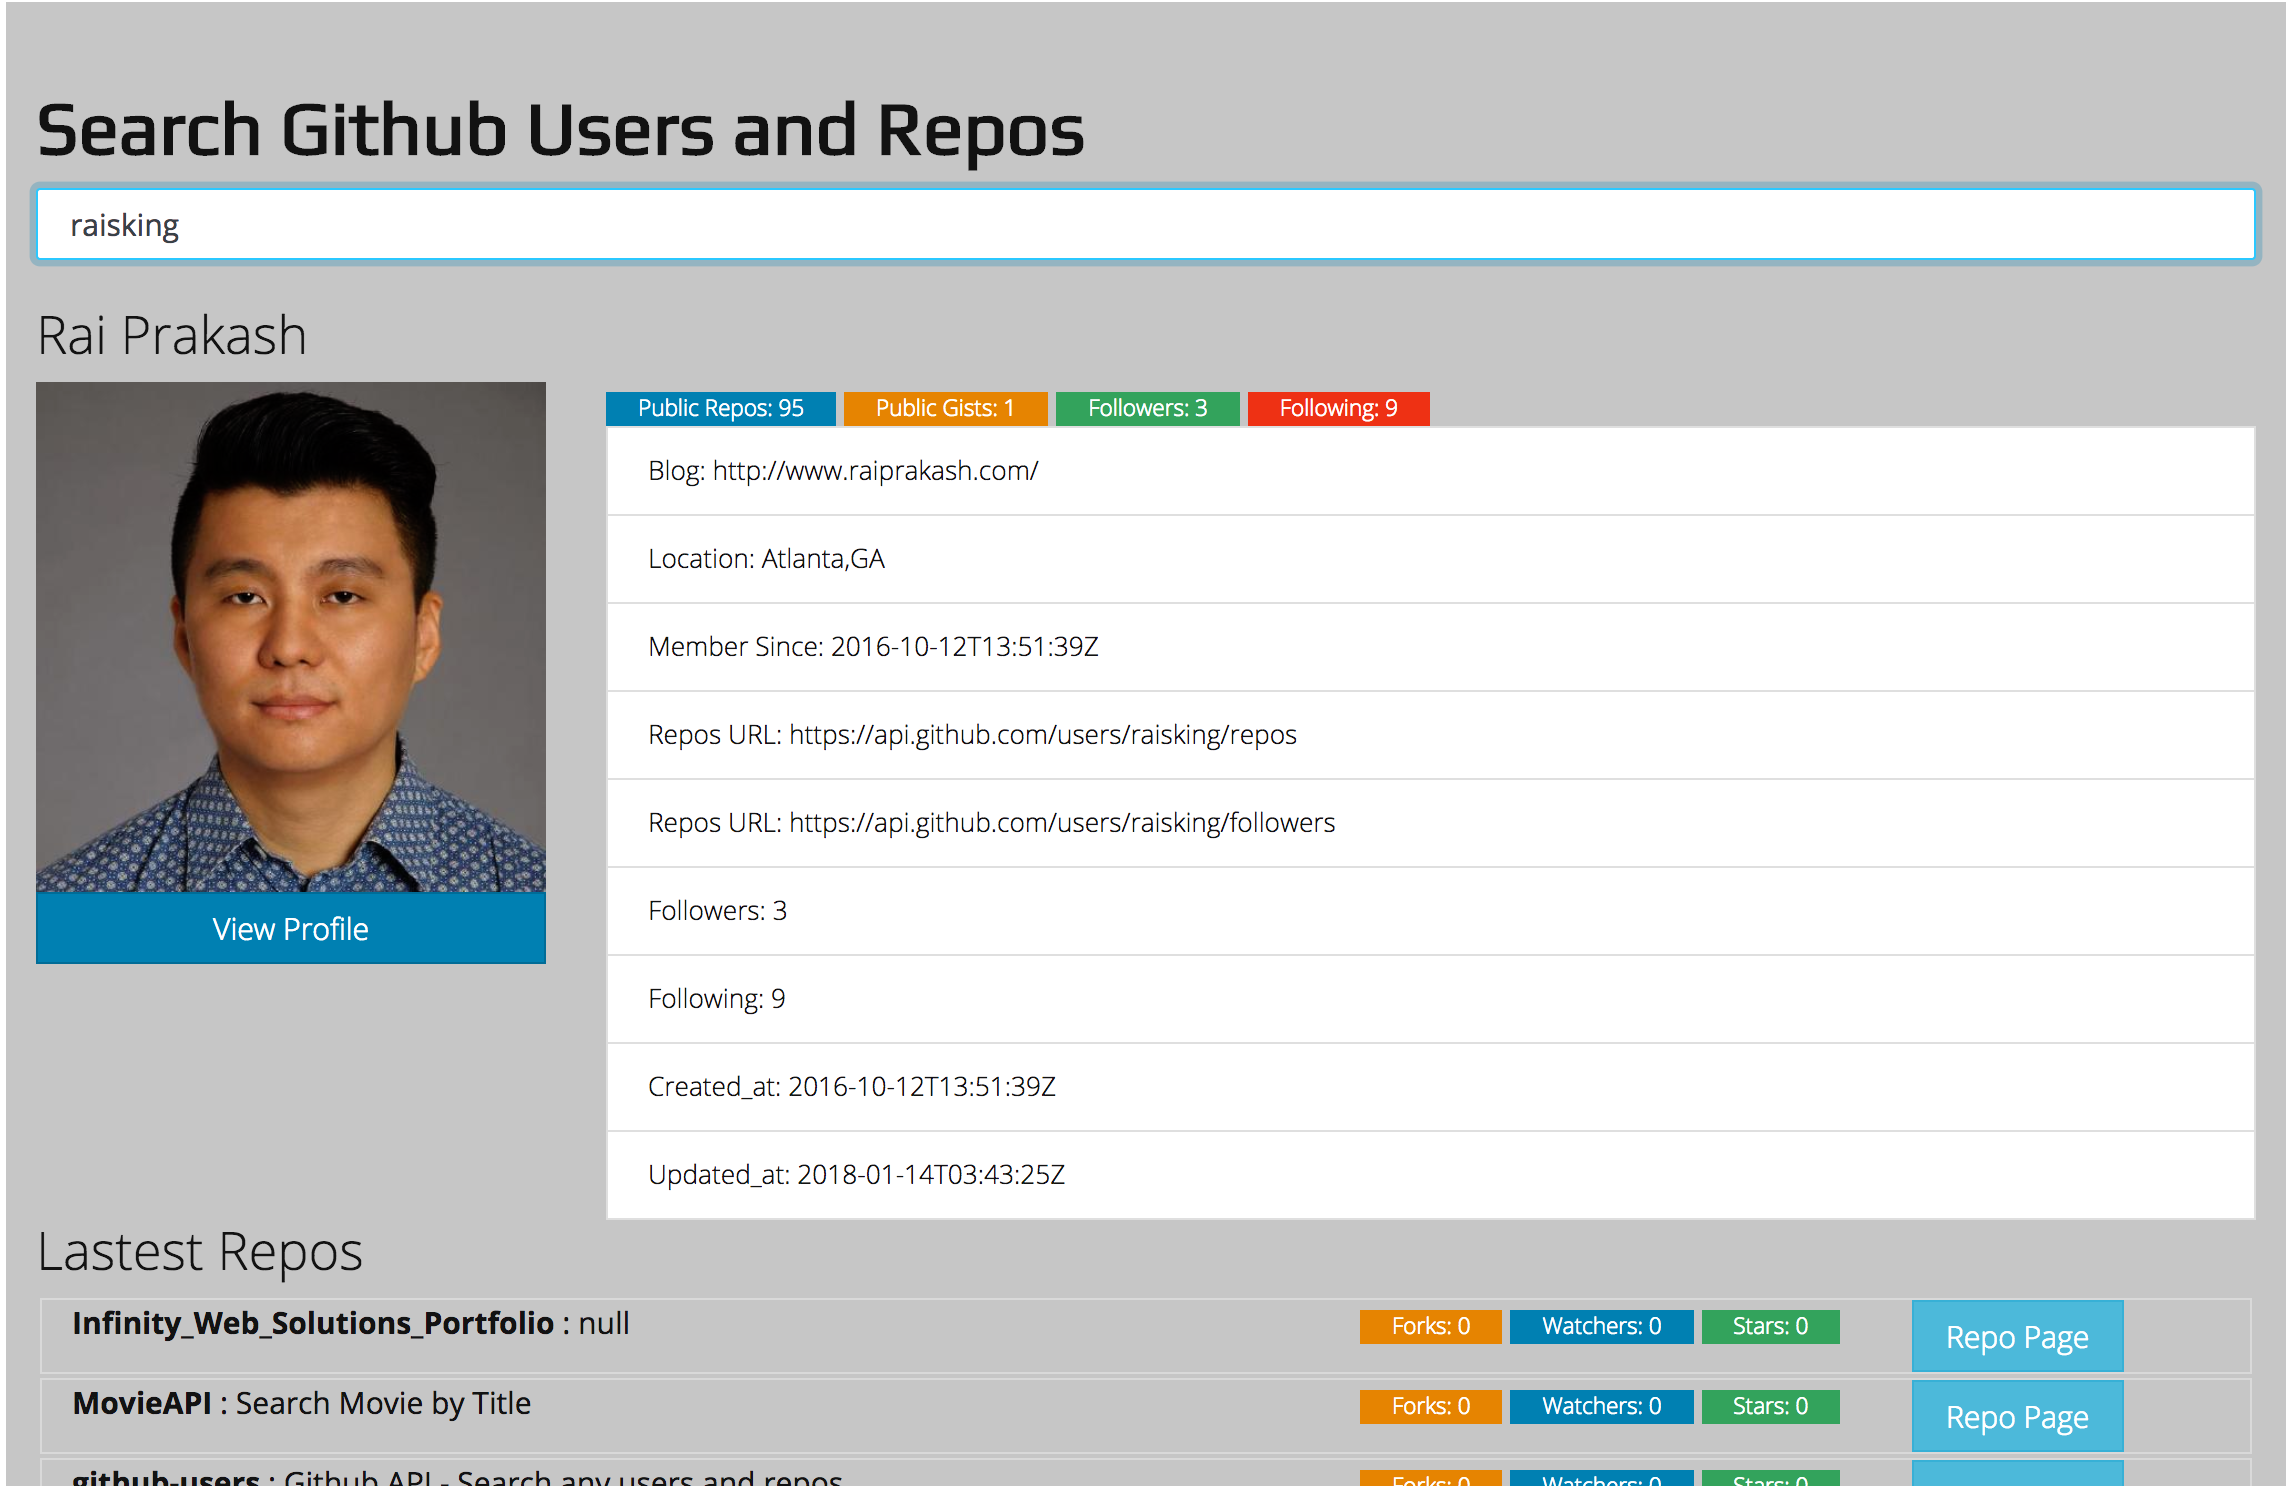 Search Github Users and Repos
raisking
Rai Prakash
Public Repos: 95 Public Gists: 1 Followers: 3 Following: 9
Blog: http://www.raiprakash.com/
Location: Atlanta,GA
Member Since: 2016-10-12T13:51:39Z
Repos URL: https://api.github.com/users/raisking/repos
Repos URL: https://api.github.com/users/raisking/followers
Followers: 3
Following: 9
Created_at: 2016-10-12T13:51:39Z
Updated_at: 2018-01-14T03:43:25Z
View Profile
Lastest Repos
Infinity_Web_Solutions_Portfolio : null Forks: 0 Watchers: 0 Stars: 0 Repo Page
MovieAPI : Search Movie by Title Forks: 0 Watchers: 0 Stars: 0 Repo Page
github-users : Github API - Search any users and repos Forks: 0 Watchers: 0 Stars: 0